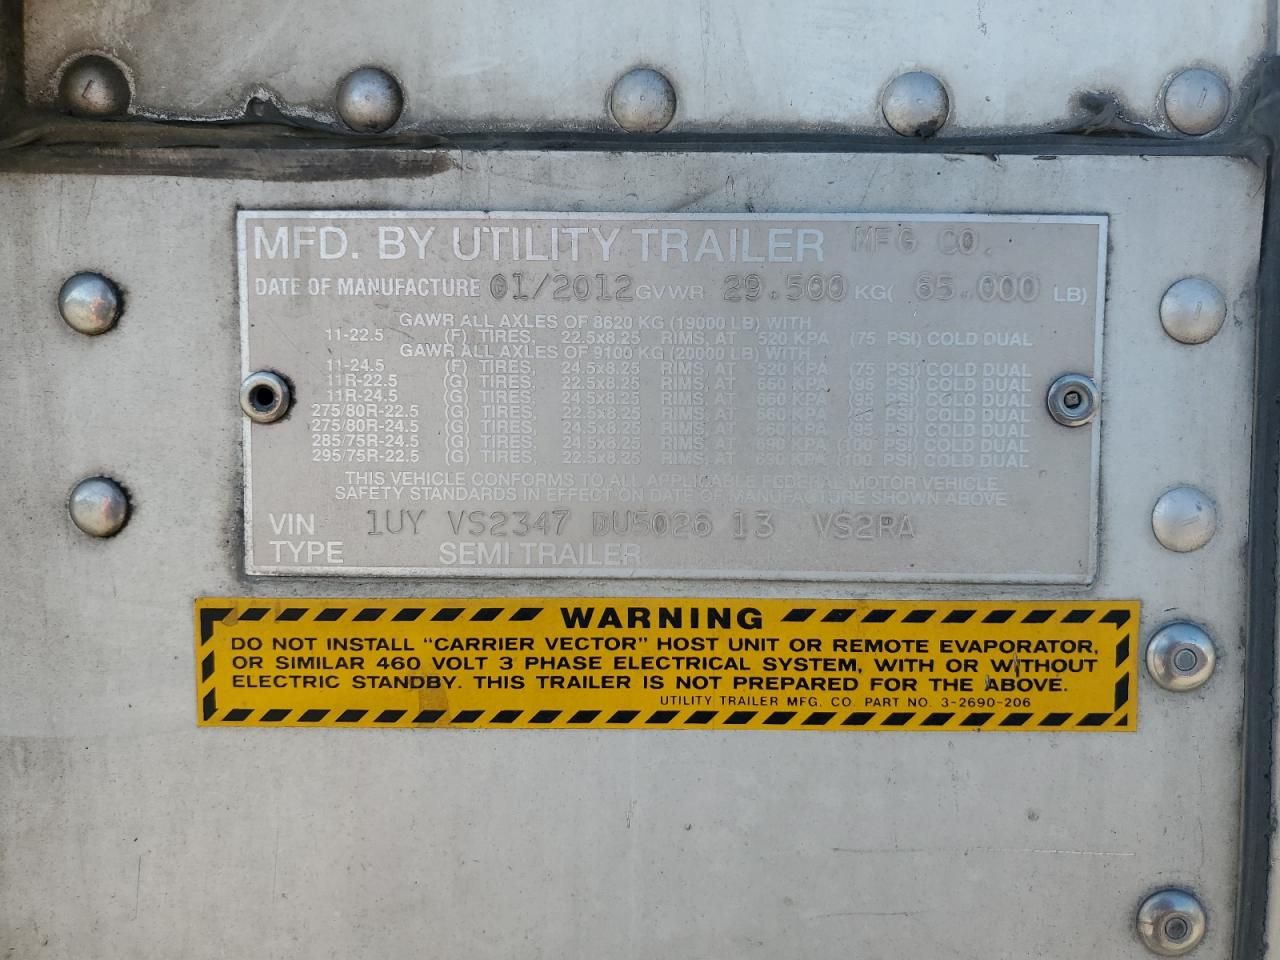 MFD. BY UTILITY TRAILER MFG CO.
DATE OF MANUFACTURE 01/2012 GVWR 29.500 KG( 65.000 LB)
GAWR ALL AXLES OF 8620 KG (19000 LB) WITH
11-22.5 (F) TIRES, 22.5x8.25 RIMS, AT 520 KPA (75 PSI) COLD DUAL
GAWR ALL AXLES OF 9100 KG (20000 LB) WITH
11-24.5 (F) TIRES, 24.5x8.25 RIMS, AT 520 KPA (75 PSI) COLD DUAL
11R-22.5 (G) TIRES, 22.5x8.25 RIMS, AT 660 KPA (95 PSI) COLD DUAL
11R-24.5 (G) TIRES, 24.5x8.25 RIMS, AT 660 KPA (95 PSI) COLD DUAL
275/80R-22.5 (G) TIRES, 22.5x8.25 RIMS, AT 660 KPA (95 PSI) COLD DUAL
275/80R-24.5 (G) TIRES, 24.5x8.25 RIMS, AT KPA (95 PSI) COLD DUAL
285/75R-24.5 (G) TIRES, 24.5x8.25 RIMS, AT KPA (100 PSI) COLD DUAL
295/75R-22.5 (G) TIRES, 22.5x8.25 RIMS, AT KPA (100 PSI) COLD DUAL
THIS VEHICLE CONFORMS TO ALL APPLICABLE FEDERAL MOTOR VEHICLE
SAFETY STANDARDS IN EFFECT ON DATE OF MANUFACTURE SHOWN ABOVE
VIN 1UY VS2347 DU5026 13 VS2RA
TYPE SEMI TRAILER
WARNING
DO NOT INSTALL "CARRIER VECTOR" HOST UNIT OR REMOTE EVAPORATOR,
OR SIMILAR 460 VOLT 3 PHASE ELECTRICAL SYSTEM, WITH OR WITHOUT
ELECTRIC STANDBY. THIS TRAILER IS NOT PREPARED FOR THE ABOVE.
UTILITY TRAILER MFG. CO. PART NO. 3-2690-206